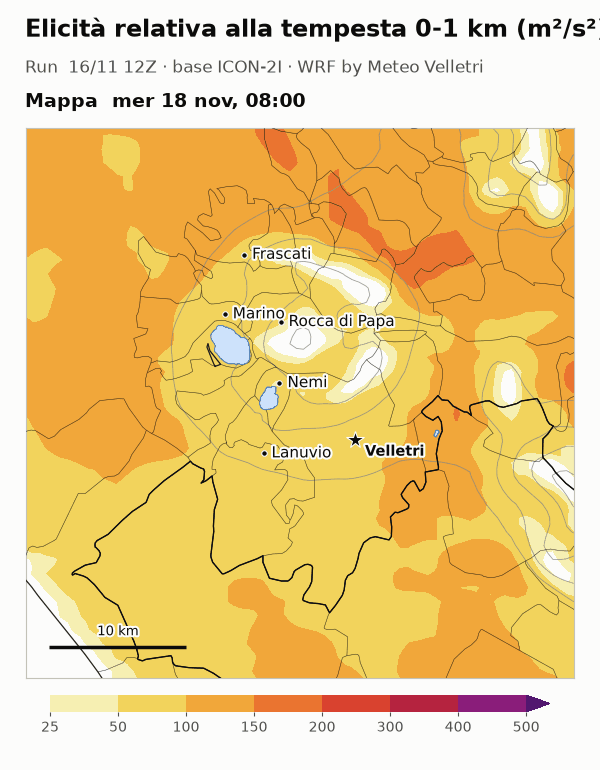 Elicità relativa alla tempesta 0-1 km (m²/s²)
Run  16/11 12Z · base ICON-2I · WRF by Meteo Velletri
Mappa  mer 18 nov, 08:00
Frascati
Marino
Rocca di Papa
Nemi
Lanuvio
Velletri
10 km
25 50 100 150 200 300 400 500